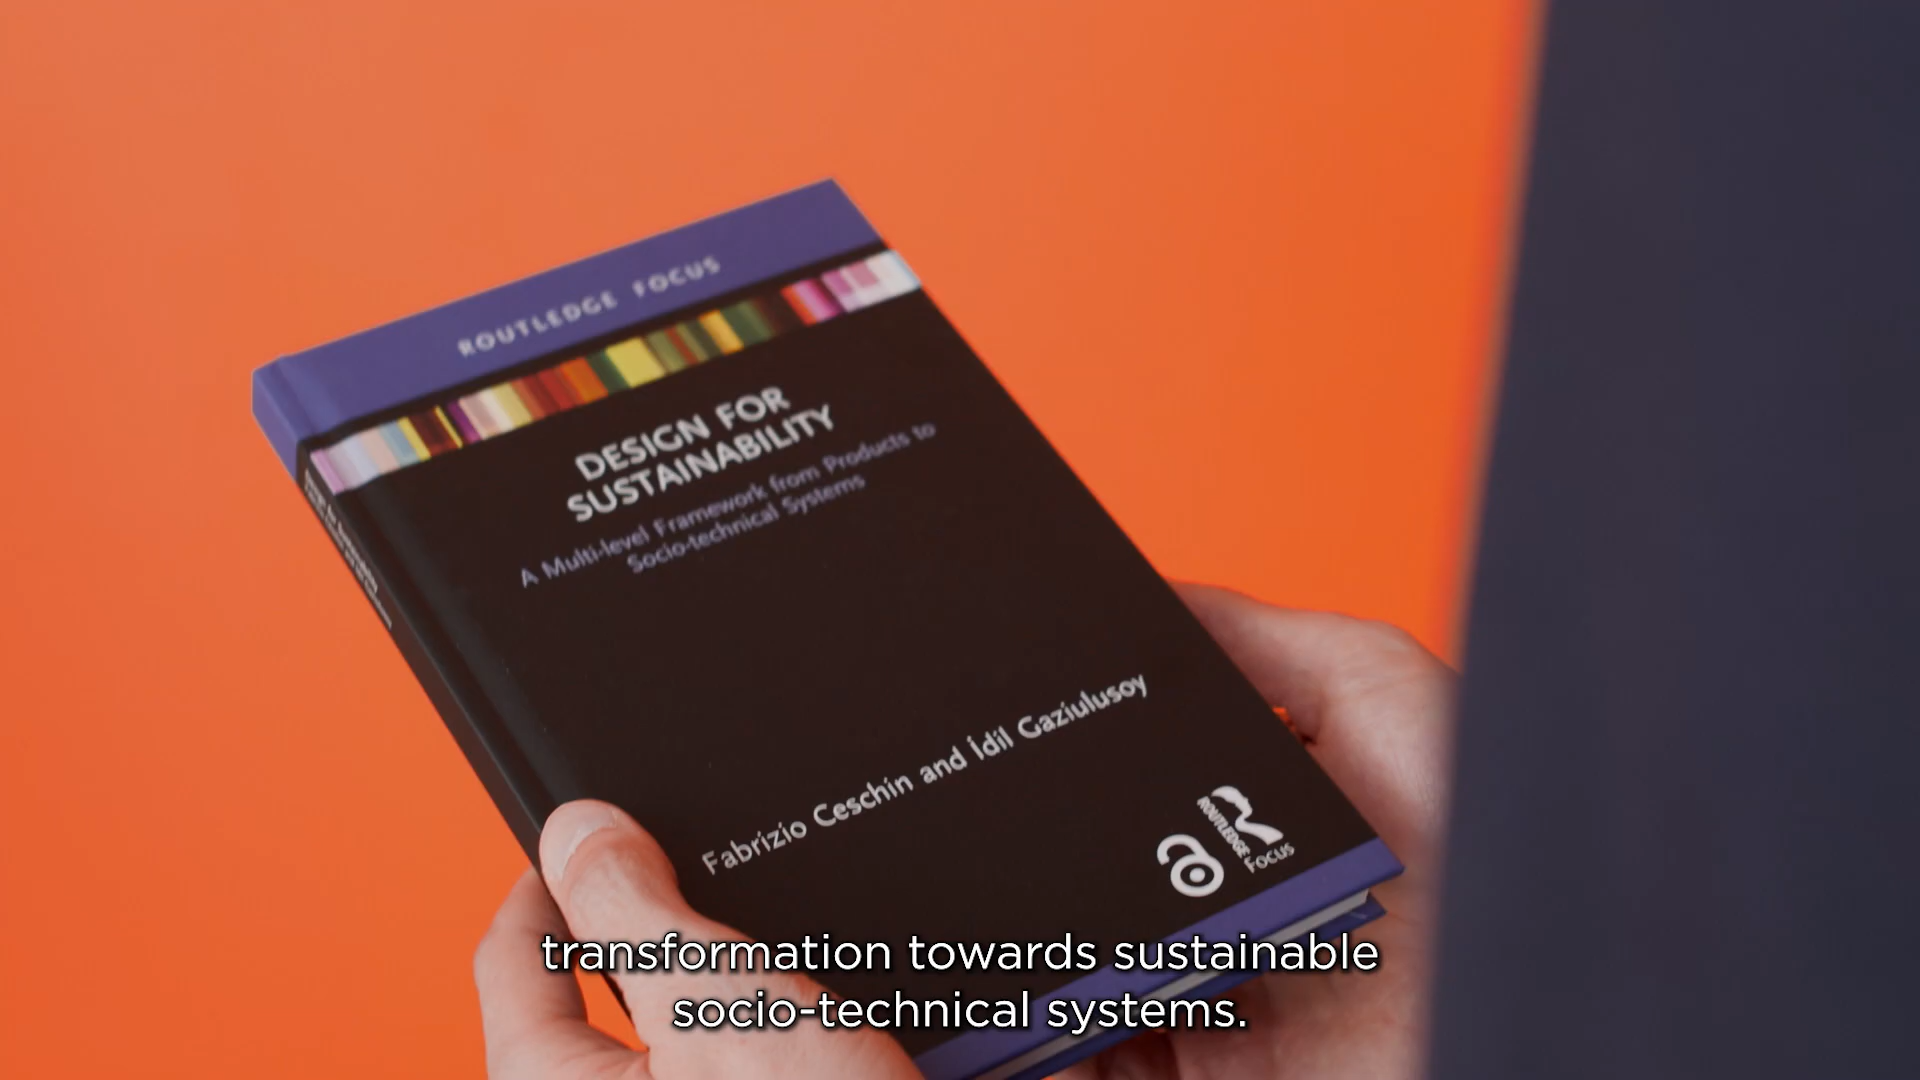 ROUTLEDGE FOCUS
DESIGN FOR
SUSTAINABILITY
A Multi-level Framework from Products to
Socio-technical Systems
Fabrizio Ceschin and İdil Gaziulusoy
ROUTLEDGE
Focus
transformation towards sustainable
socio-technical systems.